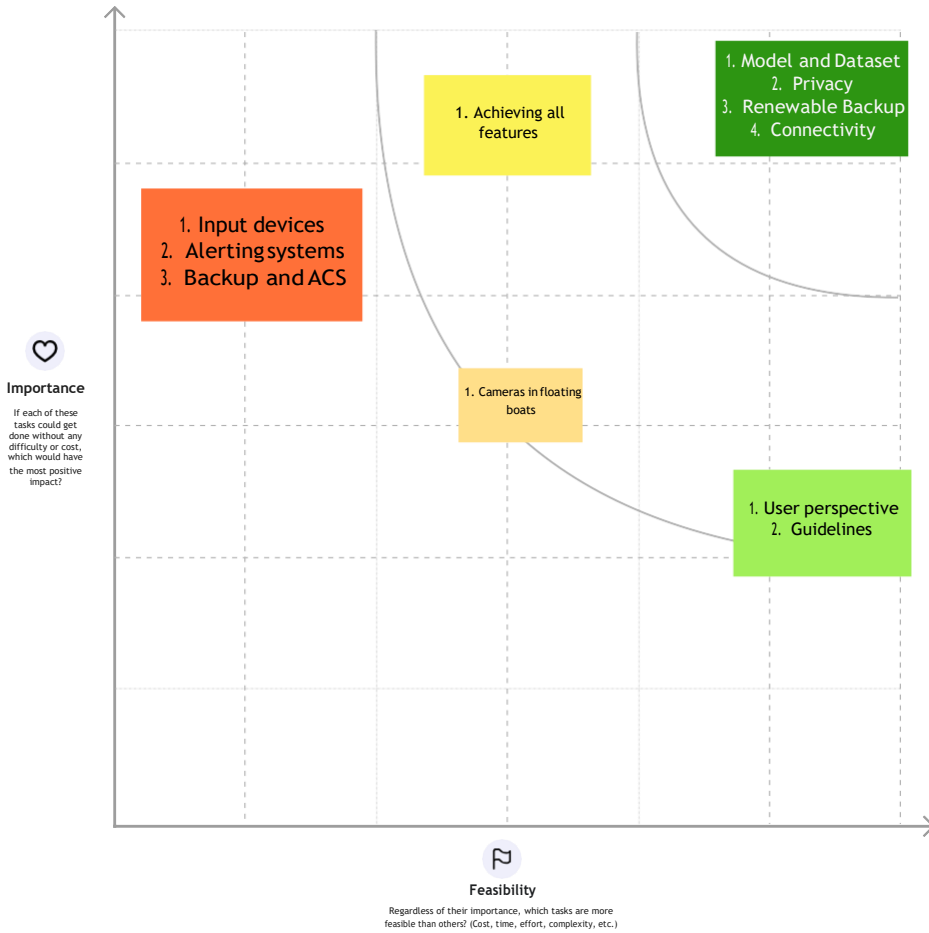 1. Model and Dataset
2. Privacy
3. Renewable Backup
4. Connectivity
1. Achieving all
features
1. Input devices
2. Alerting systems
3. Backup and ACS
Importance
If each of these
tasks could get
done without any
difficulty or cost,
which would have
the most positive
impact?
1. Cameras in floating
boats
1. User perspective
2. Guidelines
Feasibility
Regardless of their importance, which tasks are more
feasible than others? (Cost, time, effort, complexity, etc.)